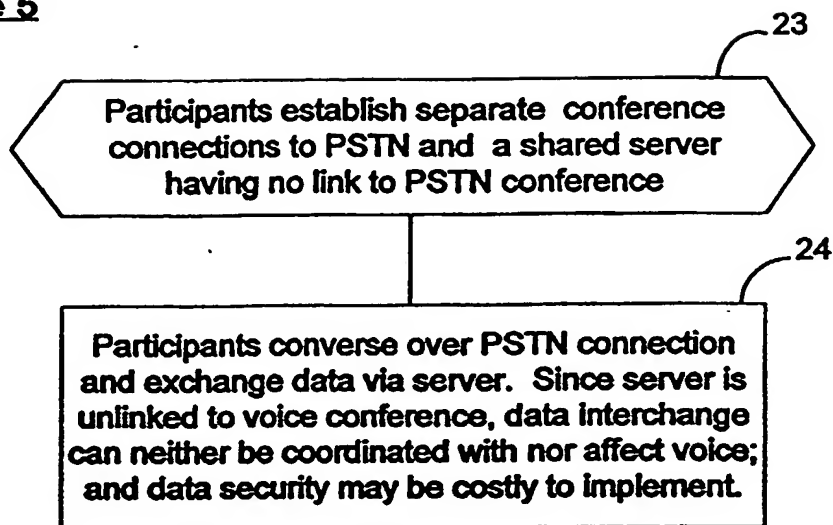 e 5
23
Participants establish separate conference
connections to PSTN and a shared server
having no link to PSTN conference
24
Participants converse over PSTN connection
and exchange data via server. Since server is
unlinked to voice conference, data interchange
can neither be coordinated with nor affect voice;
and data security may be costly to implement.